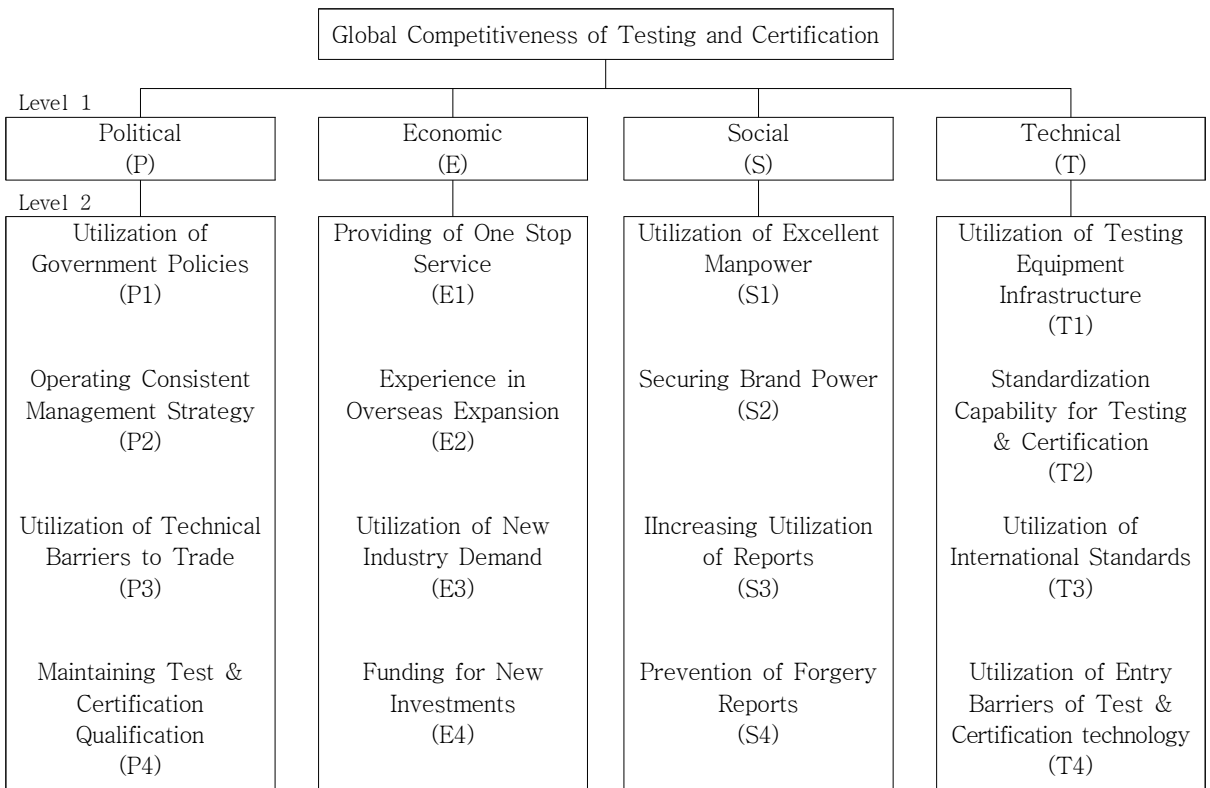 Global Competitiveness of Testing and Certification
Level 1
Political
(P)
Economic
(E)
Social
(S)
Technical
(T)
Level 2
Utilization of
Government Policies
(P1)
Operating Consistent
Management Strategy
(P2)
Utilization of Technical
Barriers to Trade
(P3)
Maintaining Test &
Certification
Qualification
(P4)
Providing of One Stop
Service
(E1)
Experience in
Overseas Expansion
(E2)
Utilization of New
Industry Demand
(E3)
Funding for New
Investments
(E4)
Utilization of Excellent
Manpower
(S1)
Securing Brand Power
(S2)
IIncreasing Utilization
of Reports
(S3)
Prevention of Forgery
Reports
(S4)
Utilization of Testing
Equipment
Infrastructure
(T1)
Standardization
Capability for Testing
& Certification
(T2)
Utilization of
International Standards
(T3)
Utilization of Entry
Barriers of Test &
Certification technology
(T4)